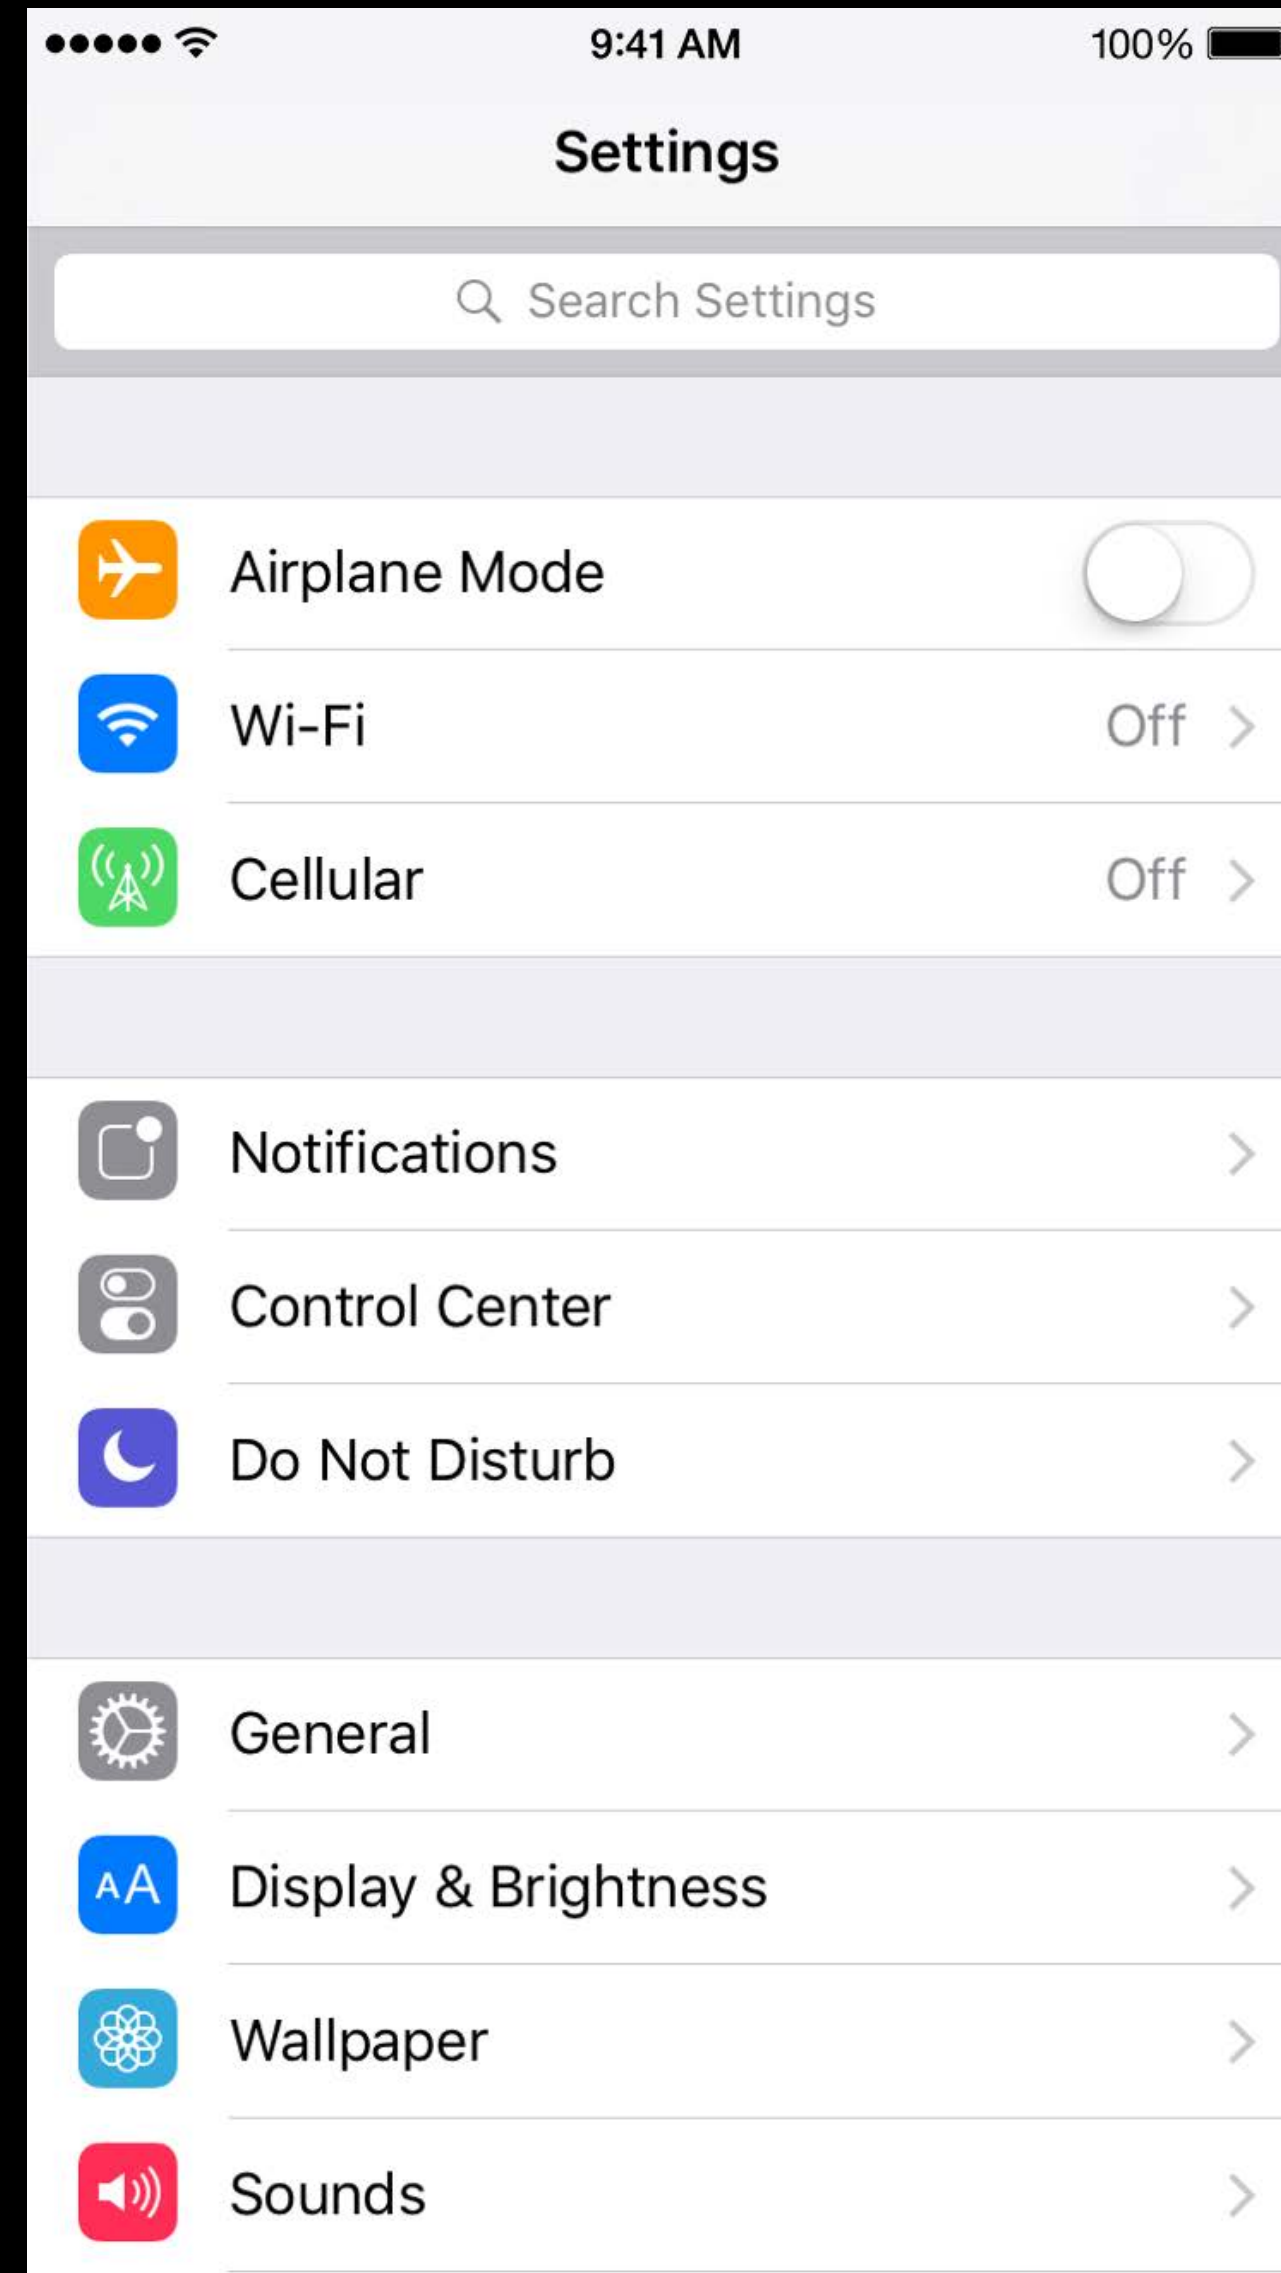 9:41 AM 100%
Settings
Search Settings
Airplane Mode
Wi-Fi Off
Cellular Off
Notifications
Control Center
Do Not Disturb
General
AA Display & Brightness
Wallpaper
Sounds